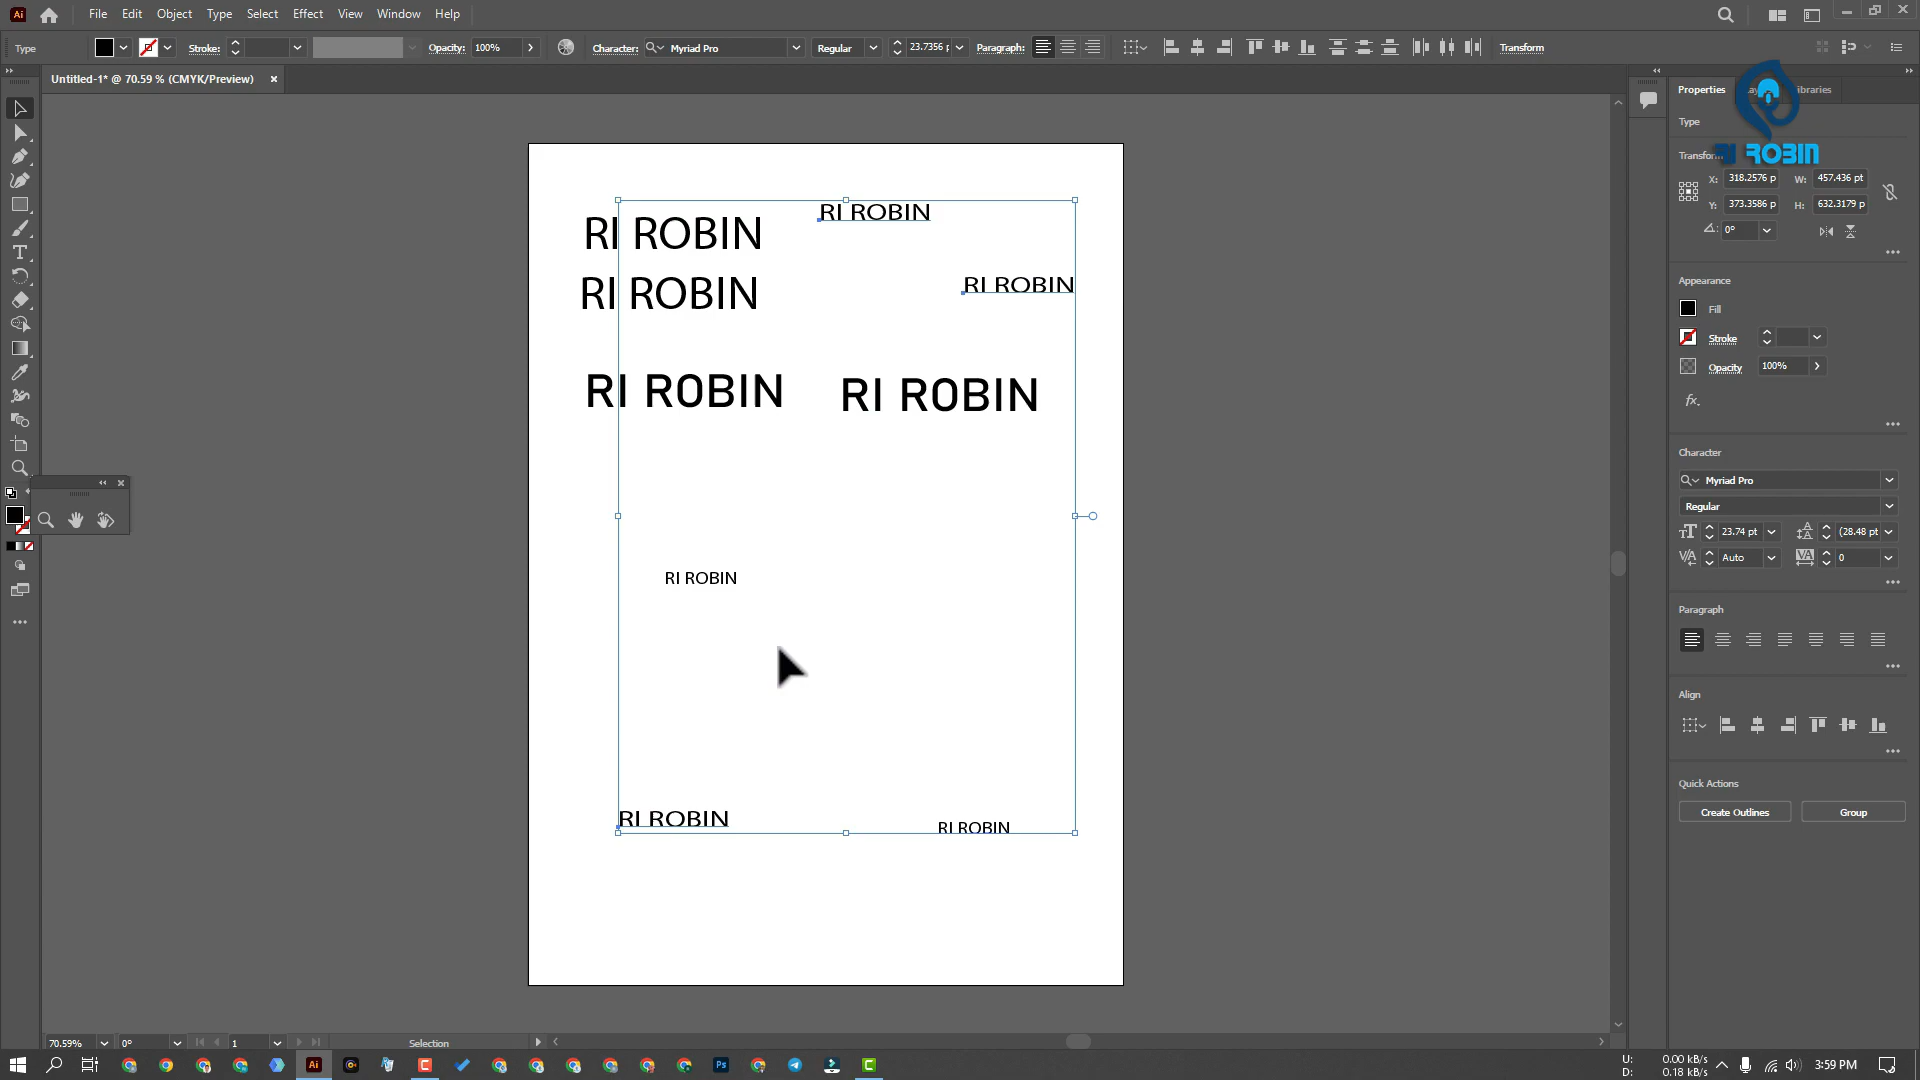 Ai File Edit Object Type Select Effect View Window Help
Type Stroke: Opacity: 100% Character: Myriad Pro Regular 23.7356 Paragraph: Transform
Untitled-1* @ 70.59 % (CMYK/Preview)
Properties
Type
Transform
RI ROBIN
X: 318.2576 p W: 457.436 pt
Y: 373.3586 p H: 632.3179 p
0°
Appearance
Fill
Stroke
Opacity 100%
fx.
Character
Myriad Pro
Regular
23.74 pt (28.48 pt
Auto 0
Paragraph
Align
Quick Actions
Create Outlines Group
RI ROBIN
RI ROBIN
RI ROBIN
RI ROBIN
RI ROBIN
RI ROBIN
RI ROBIN
RI ROBIN
RI ROBIN
70.59% 0° 1 Selection
Ai Ps
U: 0.00 kB/s
D: 0.18 kB/s
3:59 PM